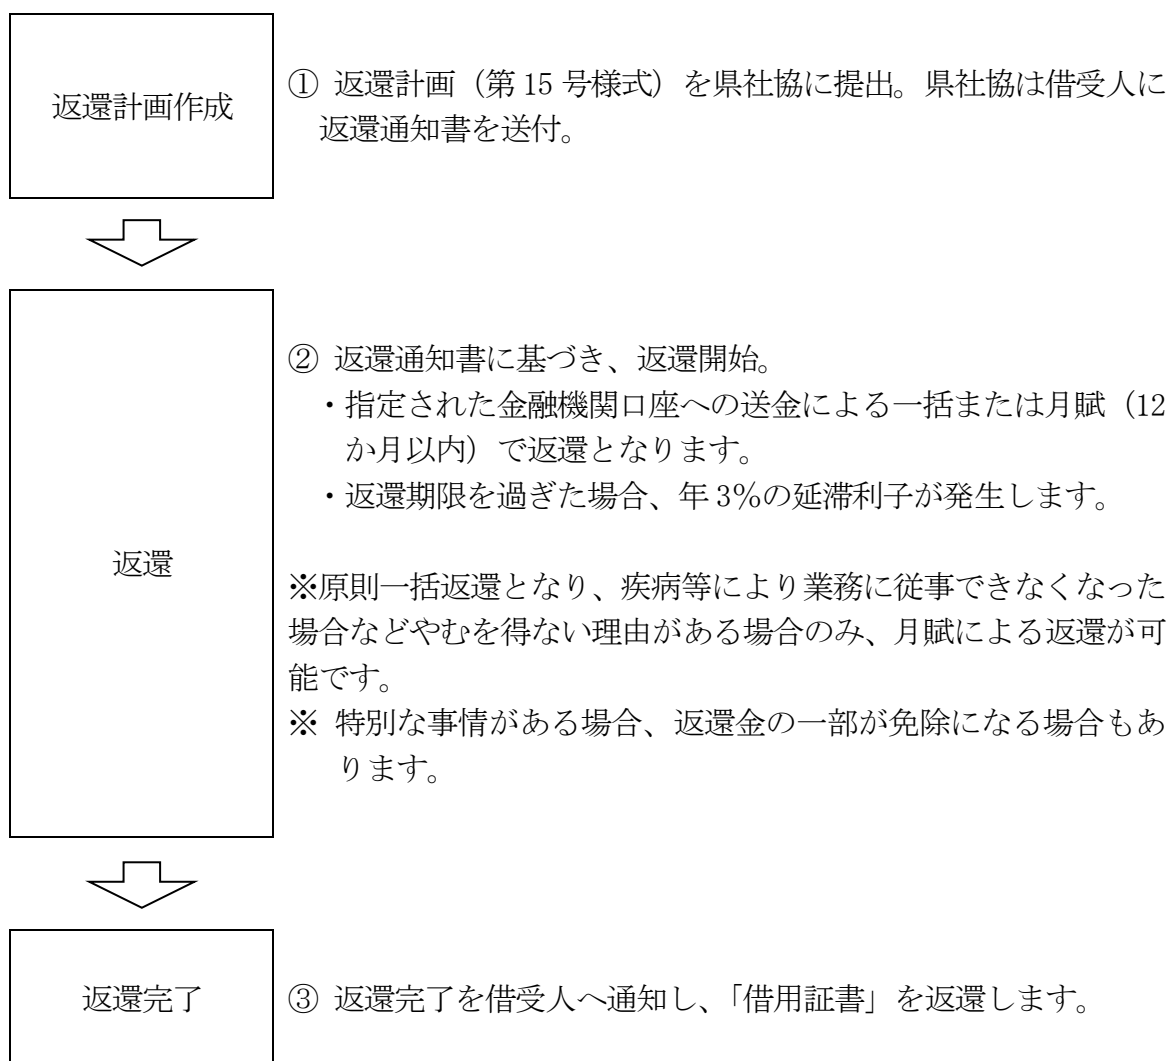 返還計画作成
① 返還計画（第 15 号様式）を県社協に提出。県社協は借受人に
返還通知書を送付。
返還
② 返還通知書に基づき、返還開始。
・指定された金融機関口座への送金による一括または月賦（12
か月以内）で返還となります。
・返還期限を過ぎた場合、年 3％の延滞利子が発生します。
※原則一括返還となり、疾病等により業務に従事できなくなった
場合などやむを得ない理由がある場合のみ、月賦による返還が可
能です。
※ 特別な事情がある場合、返還金の一部が免除になる場合もあ
ります。
返還完了
③ 返還完了を借受人へ通知し、「借用証書」を返還します。